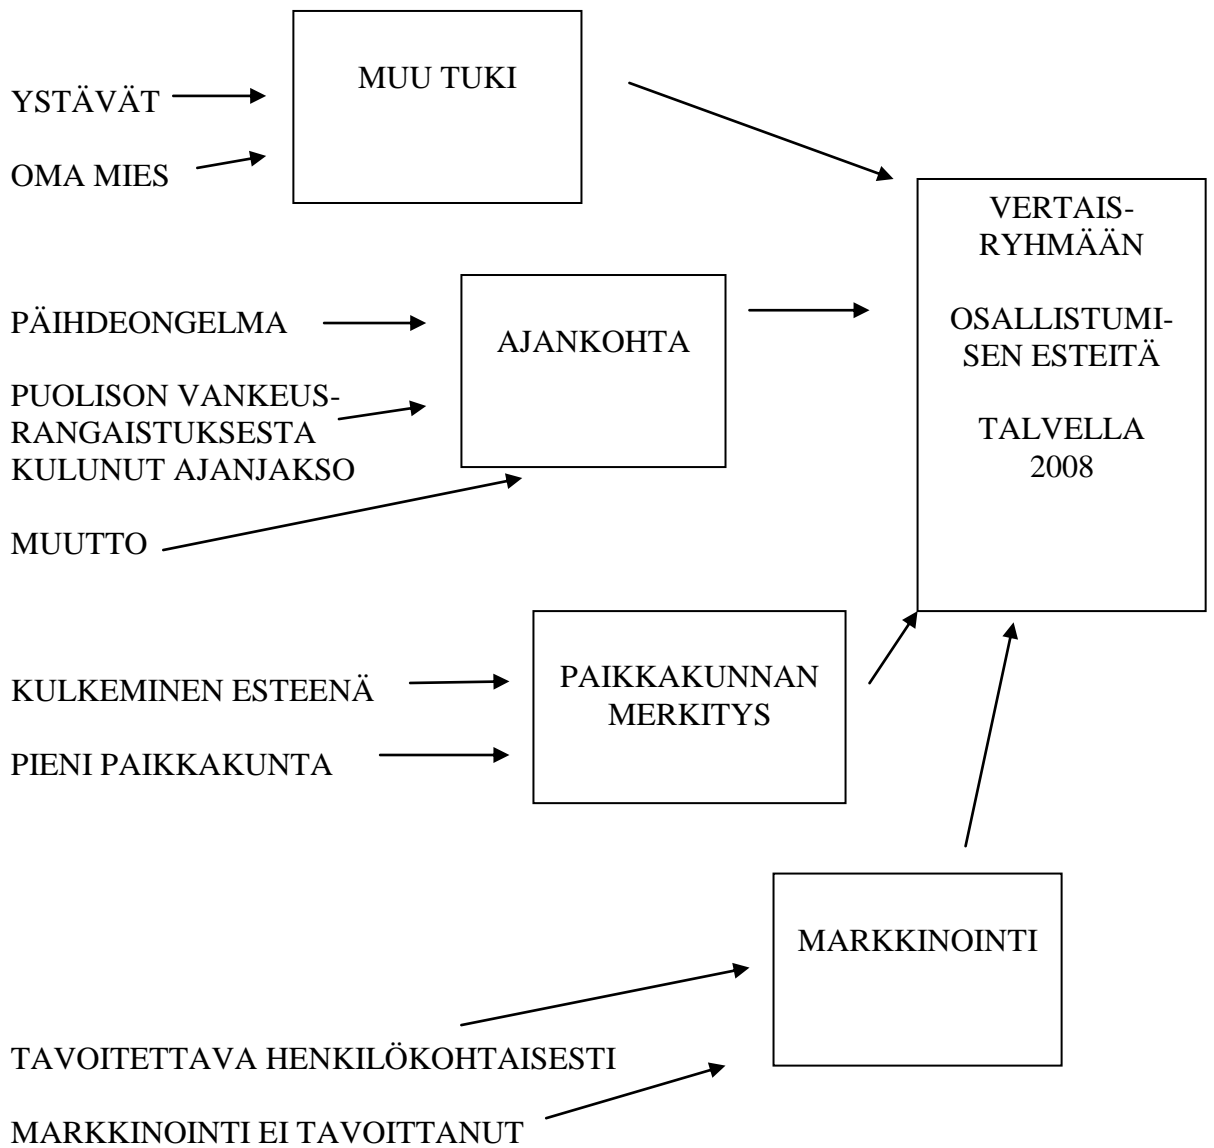 MUU TUKI
YSTÄVÄT
OMA MIES
VERTAIS-
RYHMÄÄN
OSALLISTUMI-
SEN ESTEITÄ
TALVELLA
2008
PÄIHDEONGELMA
AJANKOHTA
PUOLISON VANKEUS-
RANGAISTUKSESTA
KULUNUT AJANJAKSO
MUUTTO
KULKEMINEN ESTEENÄ
PIENI PAIKKAKUNTA
PAIKKAKUNNAN
MERKITYS
MARKKINOINTI
TAVOITETTAVA HENKILÖKOHTAISESTI
MARKKINOINTI EI TAVOITTANUT